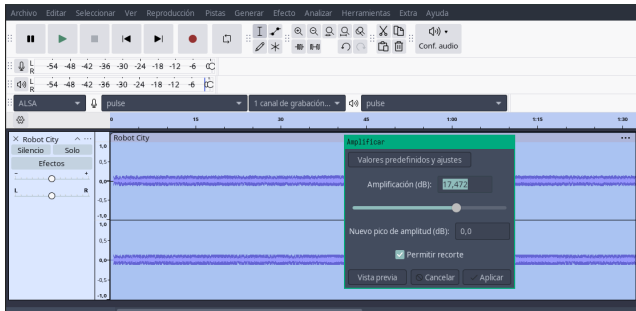 Archivo Editar Seleccionar Ver Reproducción Pistas Generar Efecto Analizar Herramientas Extra Ayuda
Conf. audio
L R -54 -48 -42 -36 -30 -24 -18 -12 -6
L R -54 -48 -42 -36 -30 -24 -18 -12 -6
ALSA pulse 1 canal de grabación... pulse
0 15 30 45 1:00 1:15 1:30
Robot City
Silencio Solo
Efectos
- +
L R
Robot City
1,0
0,5-
0,0-
-0,5-
-1,0
1,0
0,5-
0,0-
-0,5-
-1,0
Amplificar
Valores predefinidos y ajustes
Amplificación (dB): 17,472
Nuevo pico de amplitud (dB): 0,0
Permitir recorte
Vista previa Cancelar Aplicar